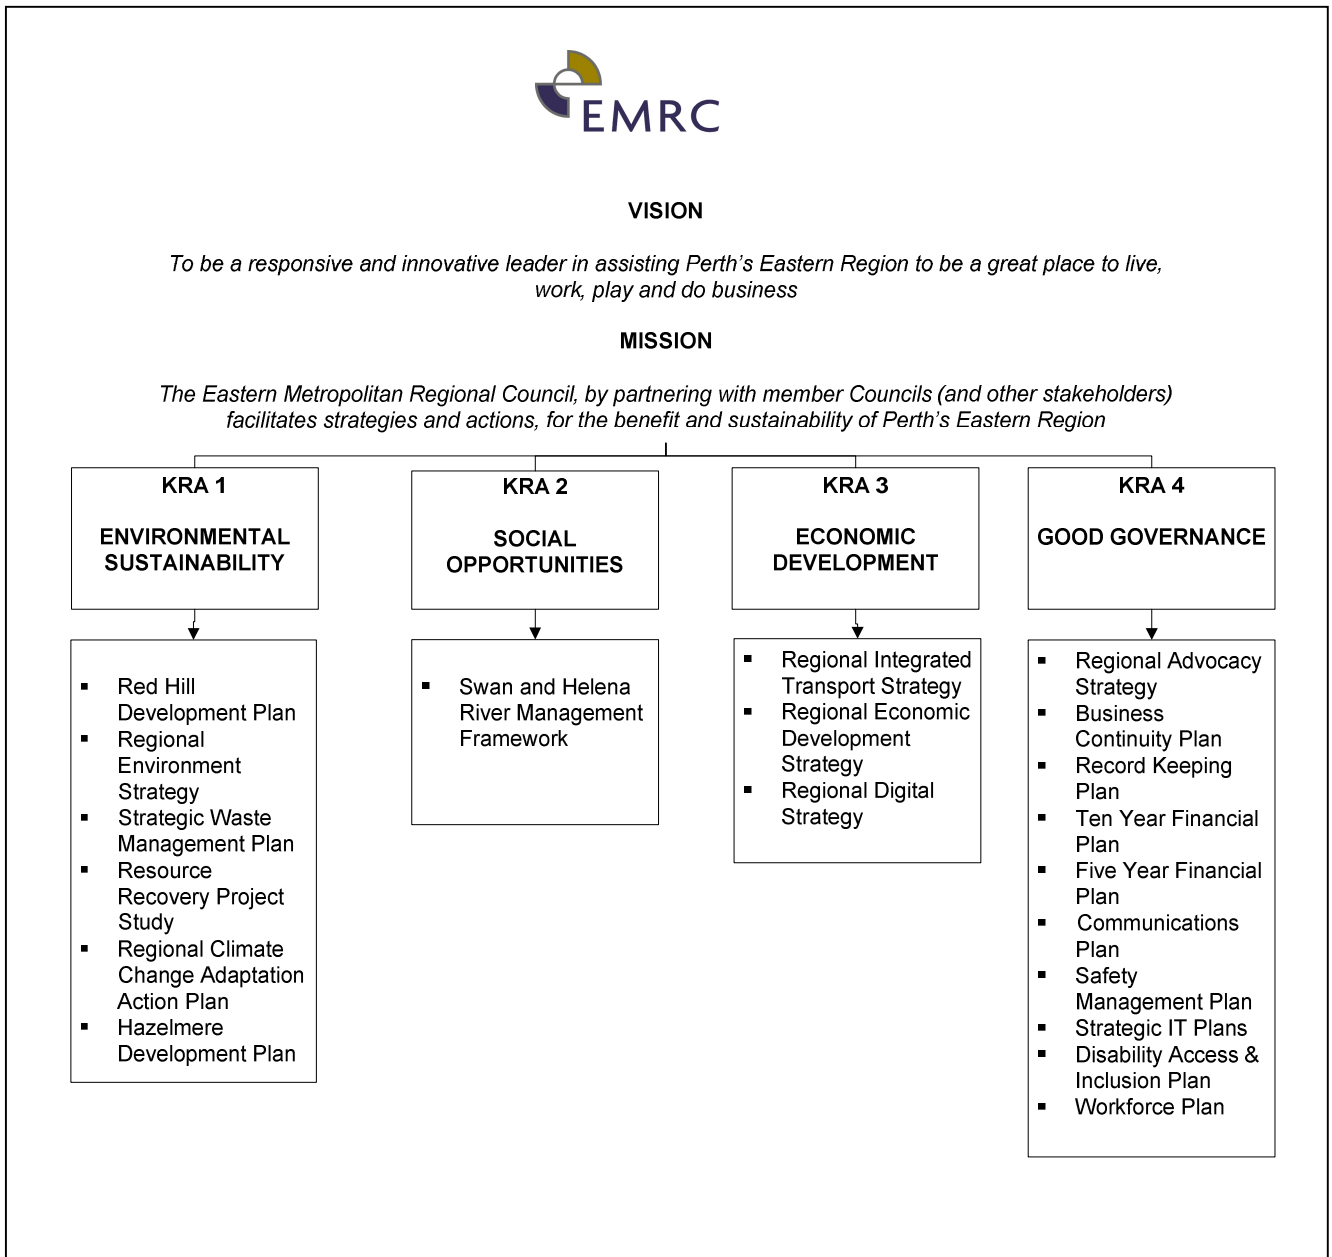 EMRC
VISION
To be a responsive and innovative leader in assisting Perth's Eastern Region to be a great place to live,
work, play and do business
MISSION
The Eastern Metropolitan Regional Council, by partnering with member Councils (and other stakeholders)
facilitates strategies and actions, for the benefit and sustainability of Perth's Eastern Region
KRA 1
ENVIRONMENTAL
SUSTAINABILITY
▪ Red Hill
Development Plan
▪ Regional
Environment
Strategy
▪ Strategic Waste
Management Plan
▪ Resource
Recovery Project
Study
▪ Regional Climate
Change Adaptation
Action Plan
▪ Hazelmere
Development Plan
KRA 2
SOCIAL
OPPORTUNITIES
▪ Swan and Helena
River Management
Framework
KRA 3
ECONOMIC
DEVELOPMENT
▪ Regional Integrated
Transport Strategy
▪ Regional Economic
Development
Strategy
▪ Regional Digital
Strategy
KRA 4
GOOD GOVERNANCE
▪ Regional Advocacy
Strategy
▪ Business
Continuity Plan
▪ Record Keeping
Plan
▪ Ten Year Financial
Plan
▪ Five Year Financial
Plan
▪ Communications
Plan
▪ Safety
Management Plan
▪ Strategic IT Plans
▪ Disability Access &
Inclusion Plan
▪ Workforce Plan